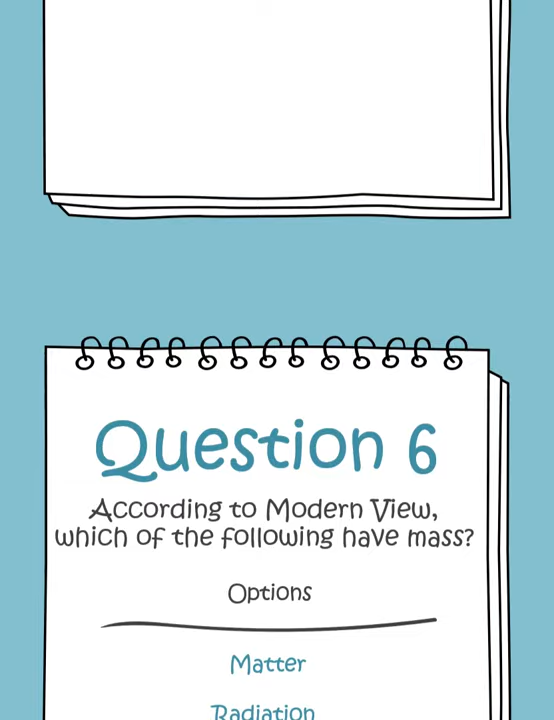 Question 6
According to Modern View,
which of the following have mass?
Options
Matter
Radiation